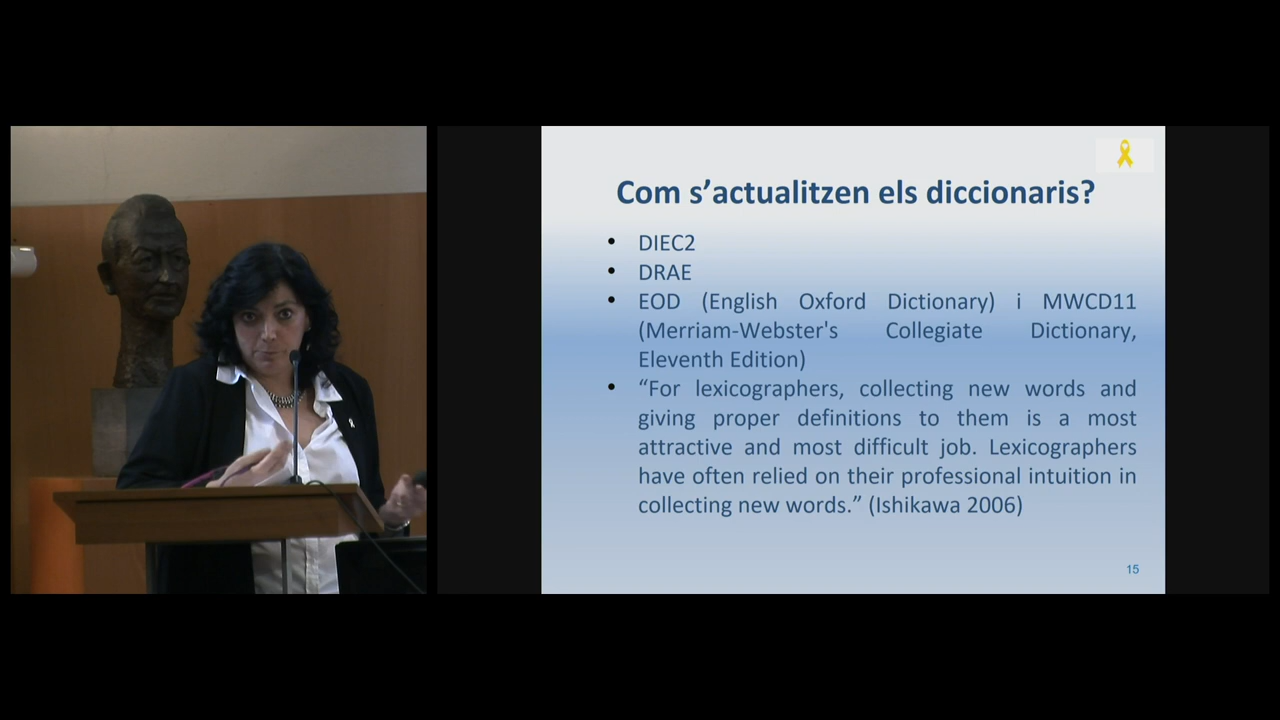 Com s’actualitzen els diccionaris?
• DIEC2
• DRAE
• EOD (English Oxford Dictionary) i MWCD11
(Merriam-Webster's Collegiate Dictionary,
Eleventh Edition)
• “For lexicographers, collecting new words and
giving proper definitions to them is a most
attractive and most difficult job. Lexicographers
have often relied on their professional intuition in
collecting new words.” (Ishikawa 2006)
15